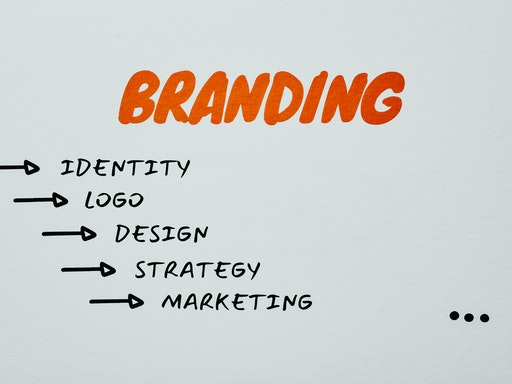 BRANDING
IDENTITY
LOGO
DESIGN
STRATEGY
MARKETING
...